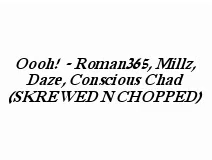 Oooh! - Roman365, Millz,
Daze, Conscious Chad
(SKREWED N CHOPPED)